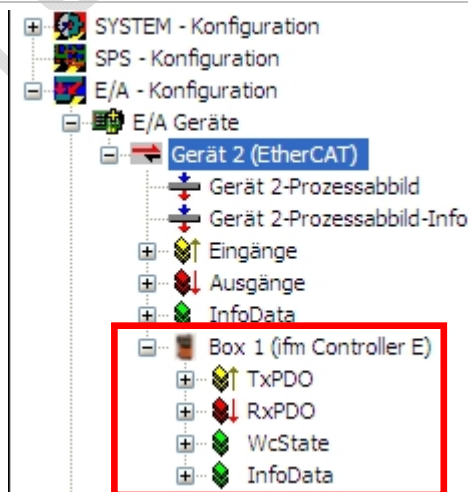 SYSTEM - Konfiguration
SPS - Konfiguration
E/A - Konfiguration
E/A Geräte
Gerät 2 (EtherCAT)
Gerät 2-Prozessabbild
Gerät 2-Prozessabbild-Info
Eingänge
Ausgänge
InfoData
Box 1 (ifm Controller E)
TxPDO
RxPDO
WcState
InfoData